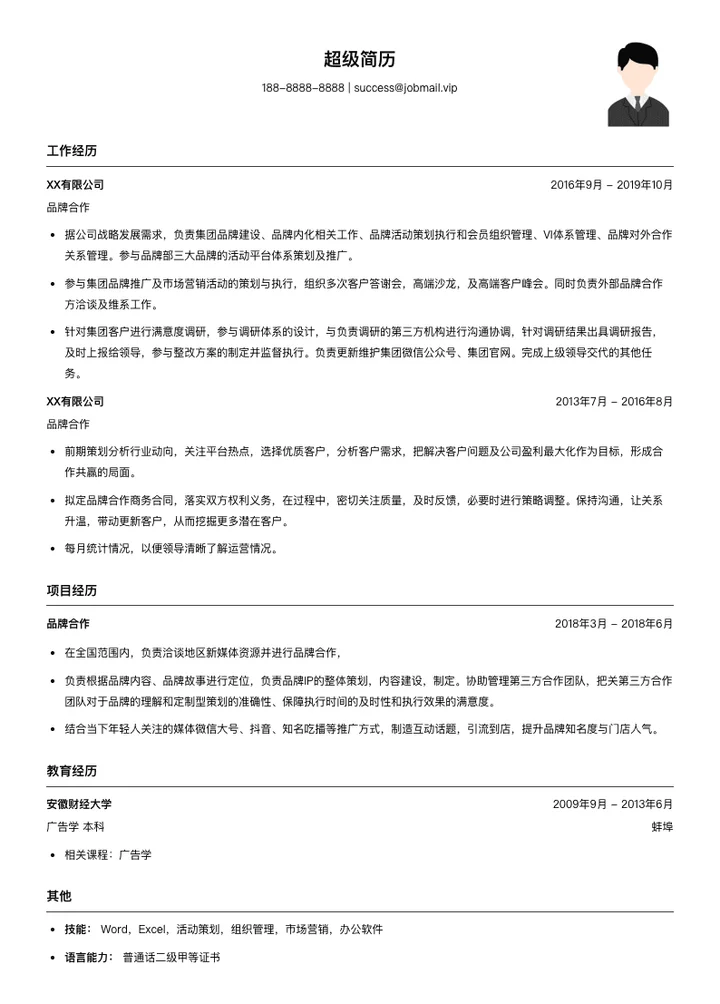 超级简历
188-8888-8888 | success@jobmail.vip
工作经历
XX有限公司 2016年9月 – 2019年10月
品牌合作
• 据公司战略发展需求，负责集团品牌建设、品牌内化相关工作、品牌活动策划执行和会员组织管理、VI体系管理、品牌对外合作
关系管理。参与品牌部三大品牌的活动平台体系策划及推广。
• 参与集团品牌推广及市场营销活动的策划与执行，组织多次客户答谢会，高端沙龙，及高端客户峰会。同时负责外部品牌合作
方洽谈及维系工作。
• 针对集团客户进行满意度调研，参与调研体系的设计，与负责调研的第三方机构进行沟通协调，针对调研结果出具调研报告，
及时上报给领导，参与整改方案的制定并监督执行。负责更新维护集团微信公众号、集团官网。完成上级领导交代的其他任
务。
XX有限公司 2013年7月 – 2016年8月
品牌合作
• 前期策划分析行业动向，关注平台热点，选择优质客户，分析客户需求，把解决客户问题及公司盈利最大化作为目标，形成合
作共赢的局面。
• 拟定品牌合作商务合同，落实双方权利义务，在过程中，密切关注质量，及时反馈，必要时进行策略调整。保持沟通，让关系
升温，带动更新客户，从而挖掘更多潜在客户。
• 每月统计情况，以便领导清晰了解运营情况。
项目经历
品牌合作 2018年3月 – 2018年6月
• 在全国范围内，负责洽谈地区新媒体资源并进行品牌合作，
• 负责根据品牌内容、品牌故事进行定位，负责品牌IP的整体策划，内容建设，制定。协助管理第三方合作团队，把关第三方合作
团队对于品牌的理解和定制型策划的准确性、保障执行时间的及时性和执行效果的满意度。
• 结合当下年轻人关注的媒体微信大号、抖音、知名吃播等推广方式，制造互动话题，引流到店，提升品牌知名度与门店人气。
教育经历
安徽财经大学 2009年9月 – 2013年6月
广告学 本科 蚌埠
• 相关课程：广告学
其他
• 技能： Word，Excel，活动策划，组织管理，市场营销，办公软件
• 语言能力： 普通话二级甲等证书